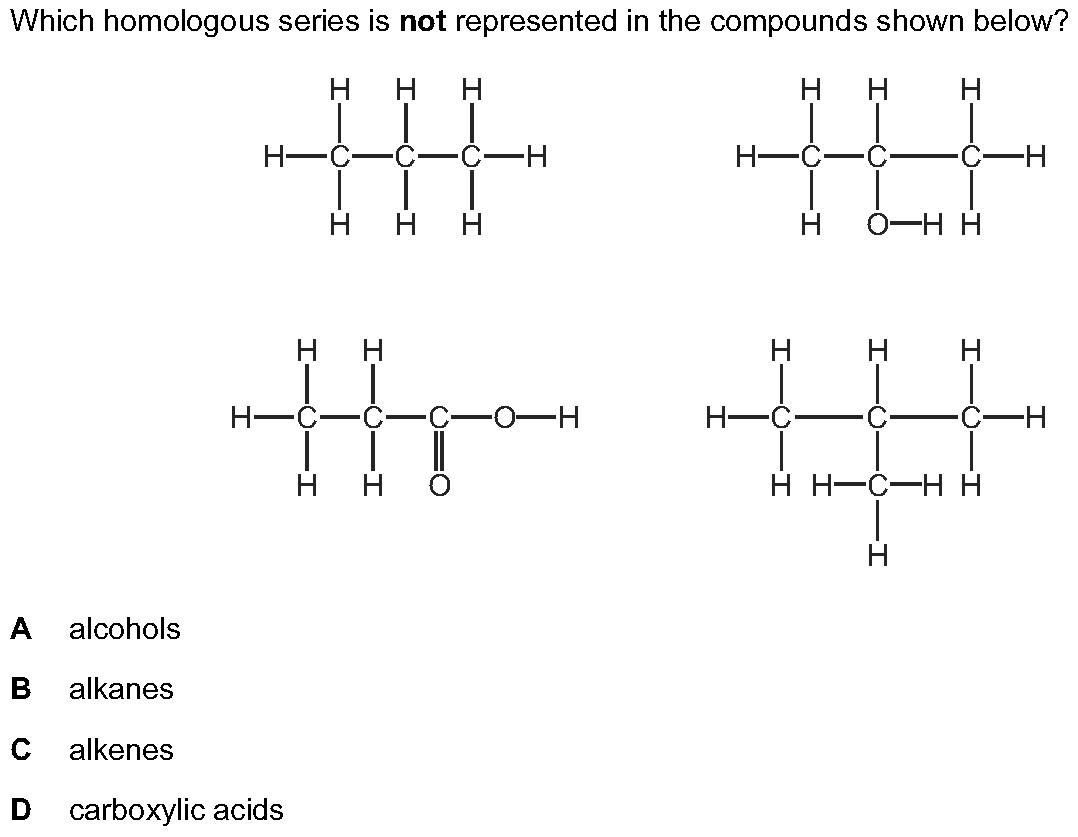 Which homologous series is not represented in the compounds shown below?
H H H
H C C C H
H H H
H H H
H C C C H
H O H H
H H
H C C C O H
H H O
H H H
H C C C H
H H C H H
H
A alcohols
B alkanes
C alkenes
D carboxylic acids